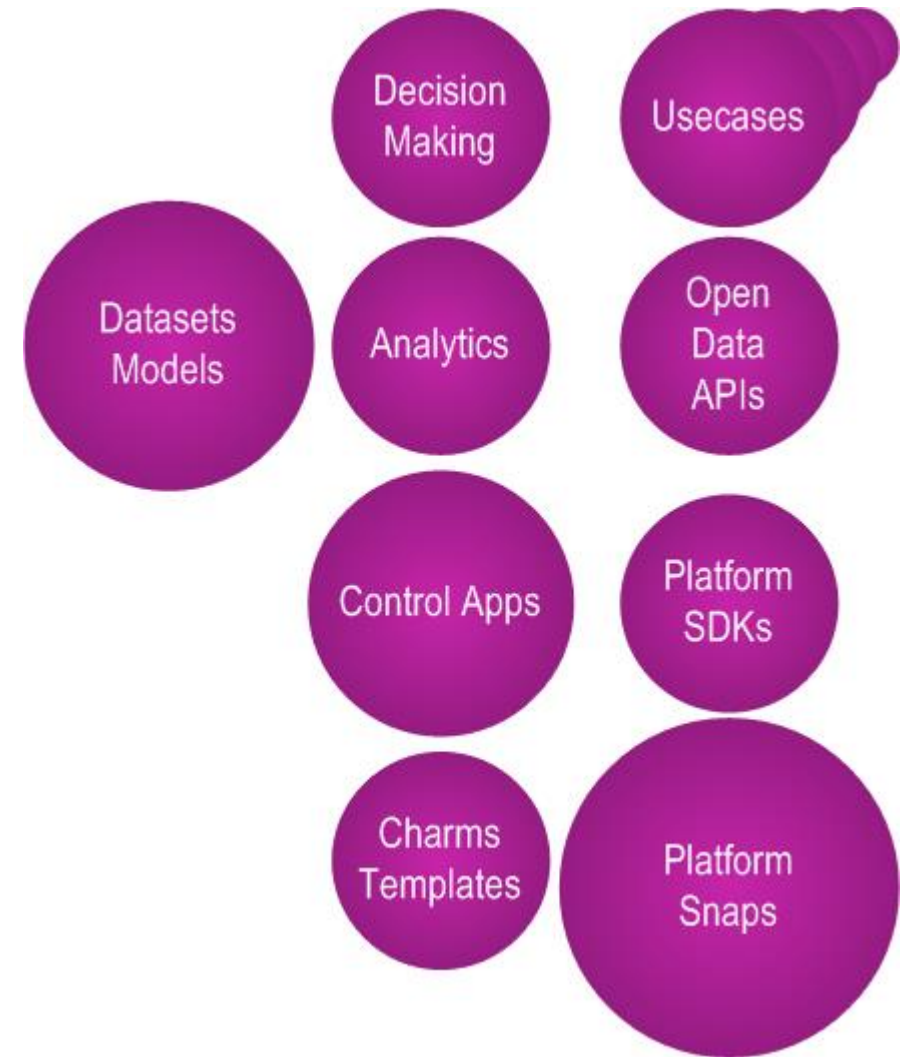 Decision
Making
Usecases
Datasets
Models
Analytics
Open
Data
APIs
Control Apps
Platform
SDKs
Charms
Templates
Platform
Snaps